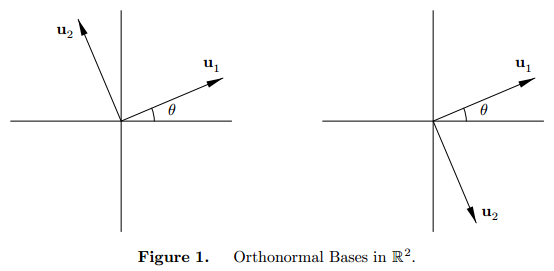 u₂
u₁
θ
u₁
θ
u₂
Figure 1. Orthonormal Bases in ℝ².